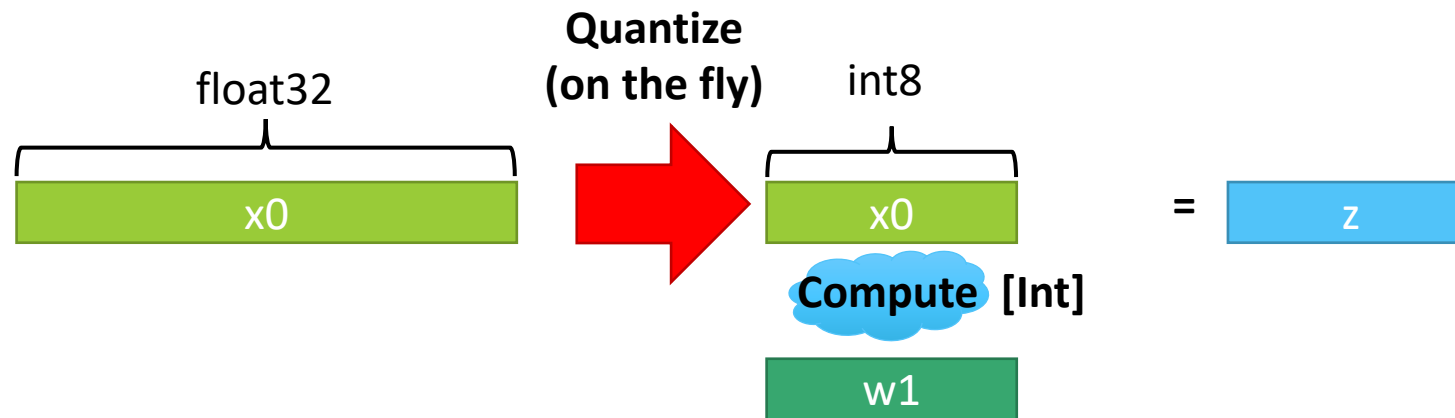 Quantize
(on the fly)
float32
int8
x0
x0
=
z
Compute [Int]
w1